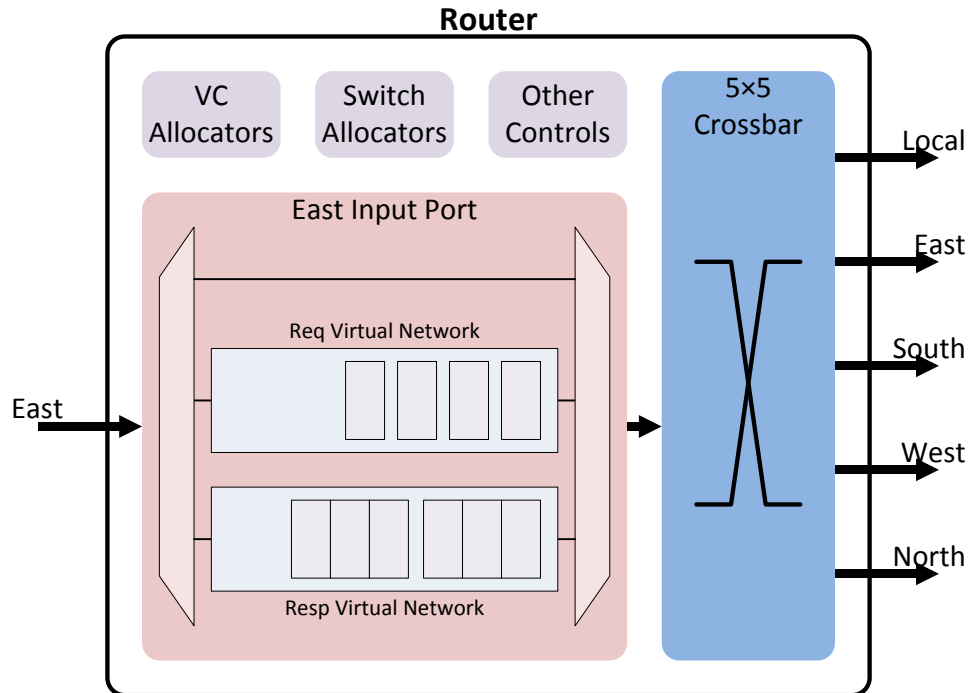 Router
VC
Allocators
Switch
Allocators
Other
Controls
5×5
Crossbar
Local
East Input Port
East
Req Virtual Network
South
East
West
Resp Virtual Network
North